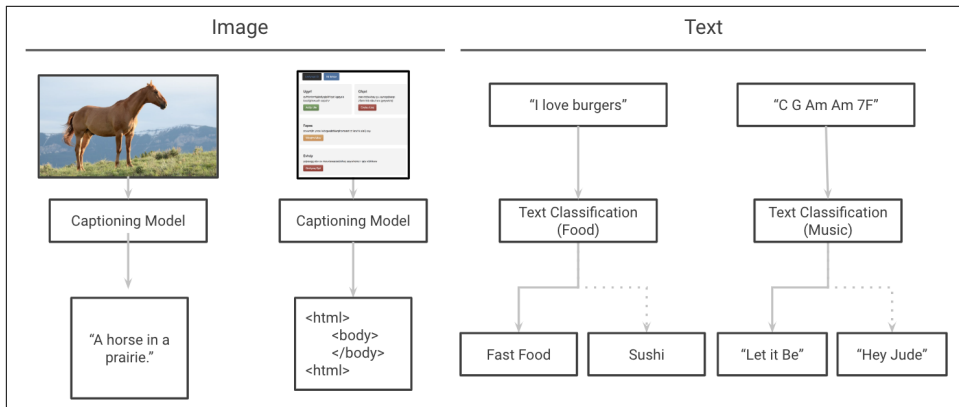 Image
Text
Captioning Model
“A horse in a
prairie.”
Captioning Model
<html>
<body>
</body>
<html>
“I love burgers”
Text Classification
(Food)
Fast Food
Sushi
“C G Am Am 7F”
Text Classification
(Music)
“Let it Be”
“Hey Jude”